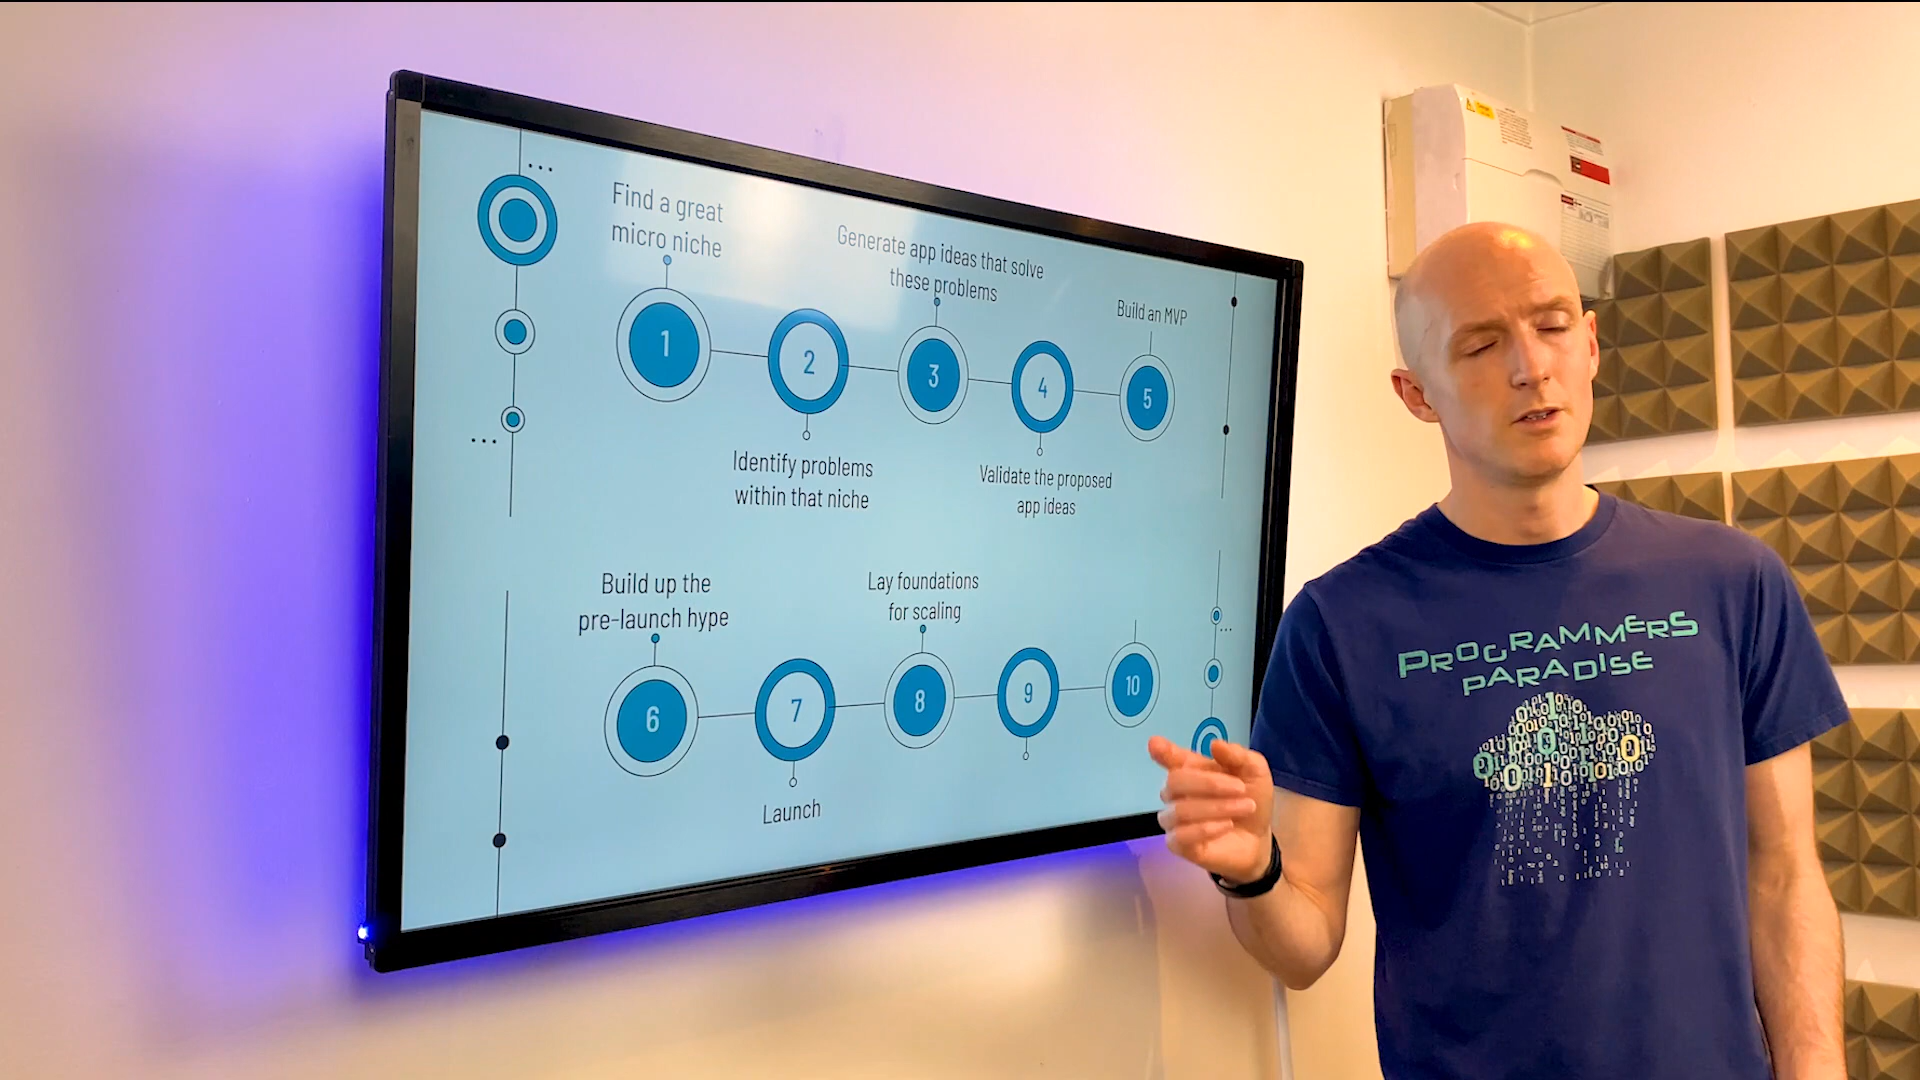 Find a great
micro niche
1
2
Identify problems
within that niche
Generate app ideas that solve
these problems
3
4
Validate the proposed
app ideas
Build an MVP
5
Build up the
pre-launch hype
6
7
Launch
Lay foundations
for scaling
8
9
10
PROGRAMMERS
PARADISE